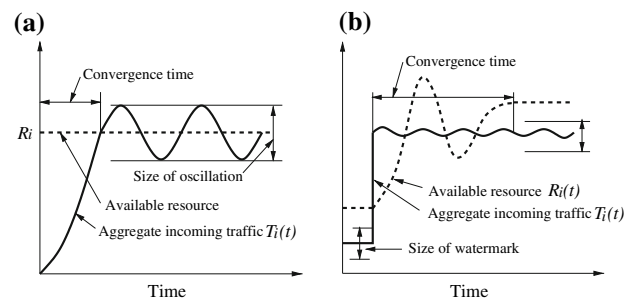 (a)
Convergence time
Ri
Size of oscillation
Available resource
Aggregate incoming traffic Ti(t)
Time
(b)
Convergence time
Available resource Ri(t)
Aggregate incoming traffic Ti(t)
Size of watermark
Time